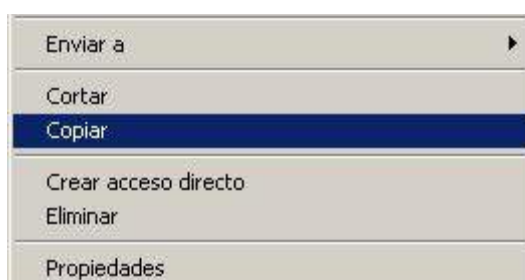 Enviar a
Cortar
Copiar
Crear acceso directo
Eliminar
Propiedades